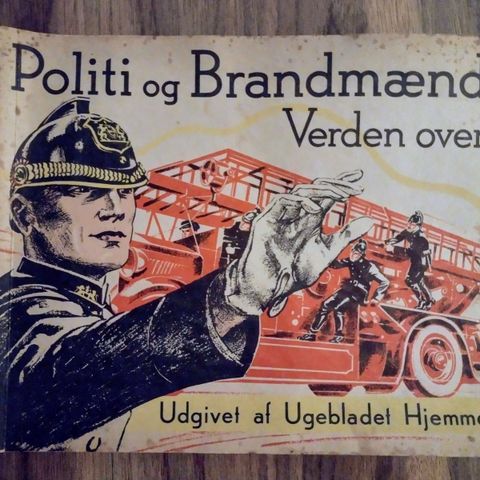 Politi og Brandmænd
Verden over
Udgivet af Ugebladet Hjemme